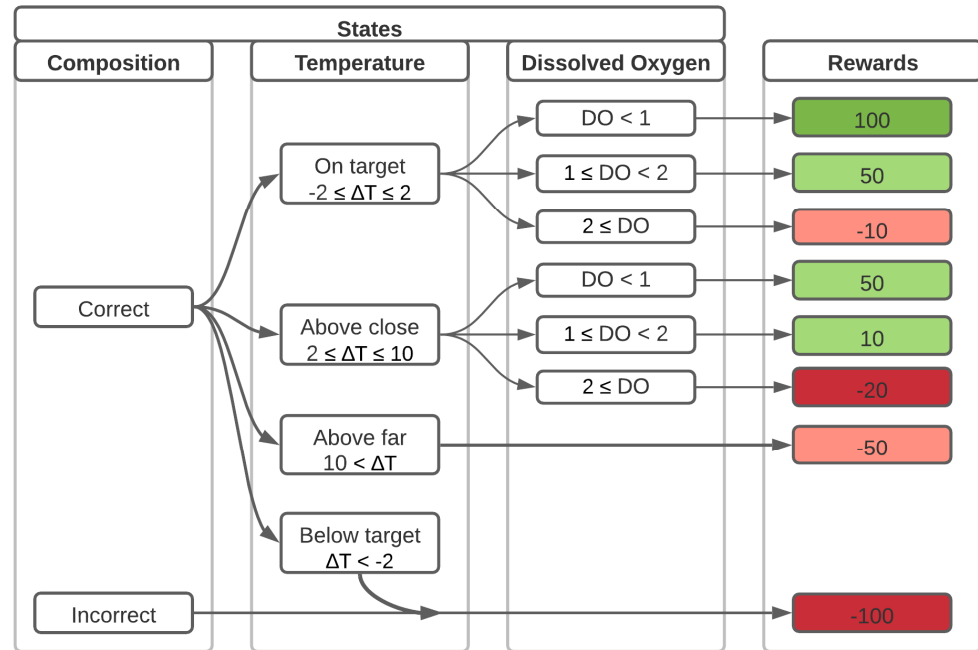 States
Composition
Temperature
Dissolved Oxygen
Rewards
DO < 1
100
On target
-2 ≤ ΔT ≤ 2
1 ≤ DO < 2
50
2 ≤ DO
-10
DO < 1
50
Correct
Above close
2 ≤ ΔT ≤ 10
1 ≤ DO < 2
10
2 ≤ DO
-20
Above far
10 < ΔT
-50
Below target
ΔT < -2
Incorrect
-100